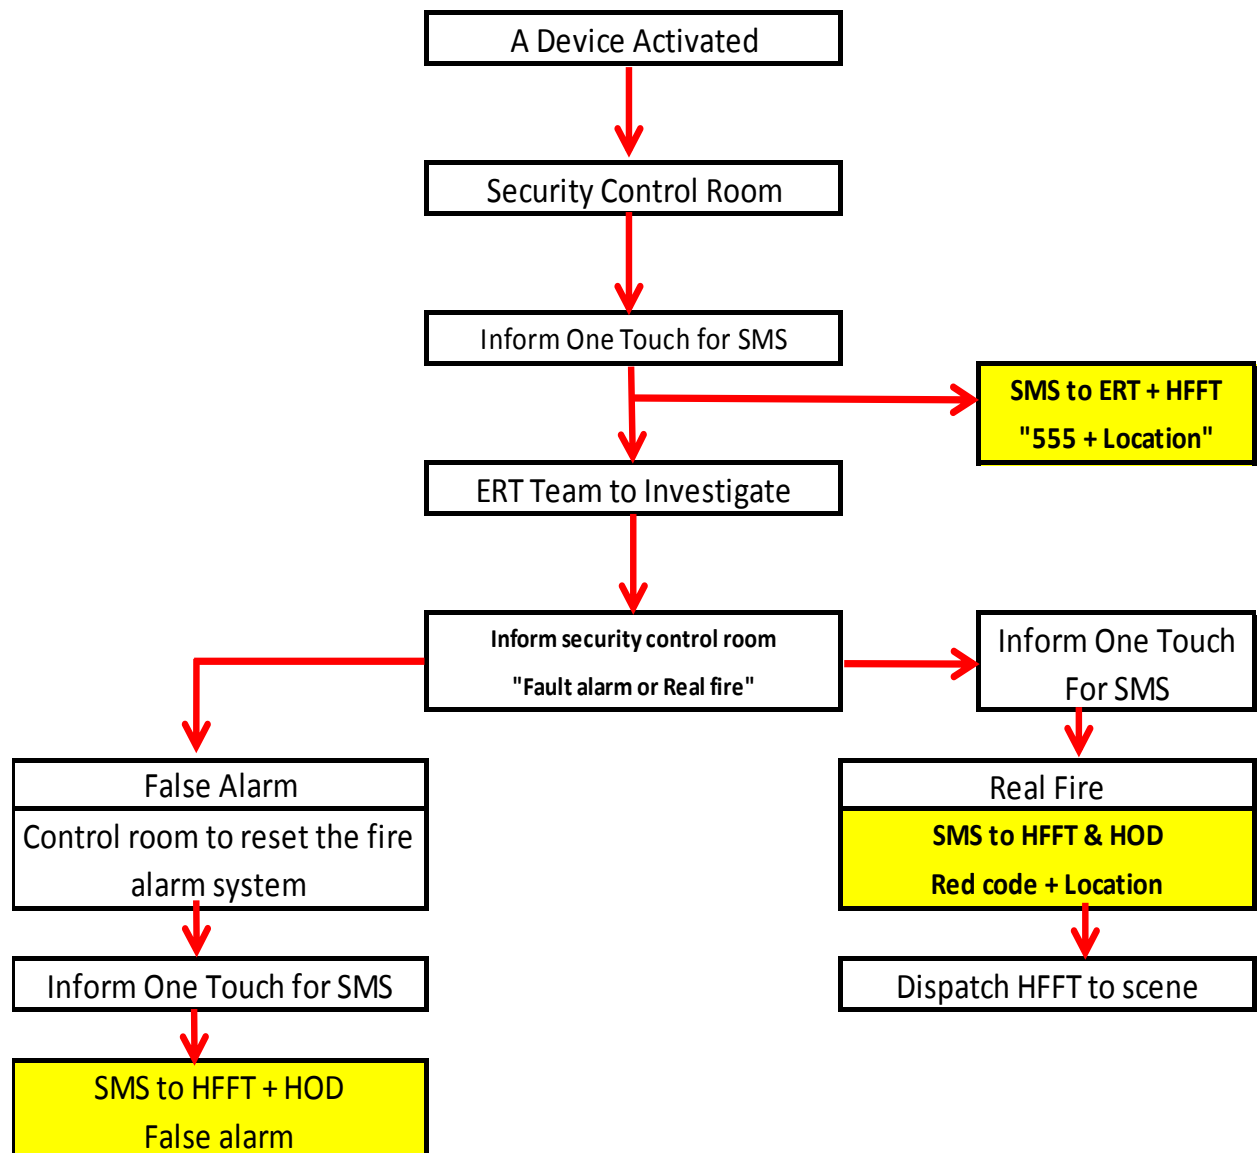 A Device Activated
Security Control Room
Inform One Touch for SMS
SMS to ERT + HFFT
"555 + Location"
ERT Team to Investigate
Inform security control room
"Fault alarm or Real fire"
Inform One Touch
For SMS
False Alarm
Control room to reset the fire
alarm system
Real Fire
SMS to HFFT & HOD
Red code + Location
Inform One Touch for SMS
Dispatch HFFT to scene
SMS to HFFT + HOD
False alarm